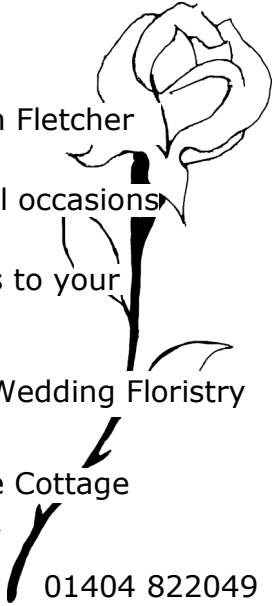 n Fletcher
l occasions
s to your
Wedding Floristry
e Cottage
01404 822049